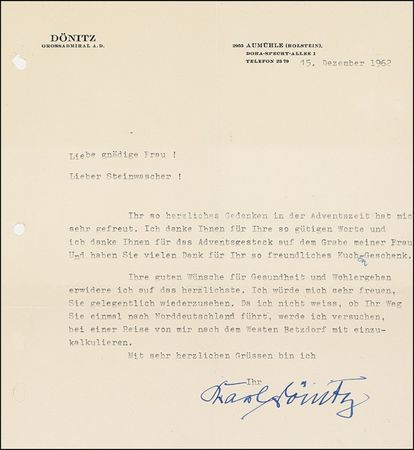 DÖNITZ
GROSSADMIRAL A.D.
2055 AUMÜHLE (HOLSTEIN),
DORA-SPECHT-ALLEE 1
TELEFON 23 79
15. Dezember 1962
Liebe gnädige Frau !
Lieber Steinwascher !
Ihr so herzliches Gedenken in der Adventszeit hat mich
sehr gefreut. Ich danke Ihnen für Ihre so gütigen Worte und
ich danke Ihnen für das Adventsgesteck auf dem Grabe meiner Frau.
Und haben Sie vielen Dank für Ihr so freundliches Kuchen-Geschenk.
Ihre guten Wünsche für Gesundheit und Wohlergehen
erwidere ich auf das herzlichste. Ich würde mich sehr freuen,
Sie gelegentlich wiederzusehen. Da ich nicht weiss, ob Ihr Weg
Sie einmal nach Norddeutschland führt, werde ich versuchen,
bei einer Reise von mir nach dem Westen Betzdorf mit einzu-
kalkulieren.
Mit sehr herzlichen Grüssen bin ich
Ihr
Karl Dönitz